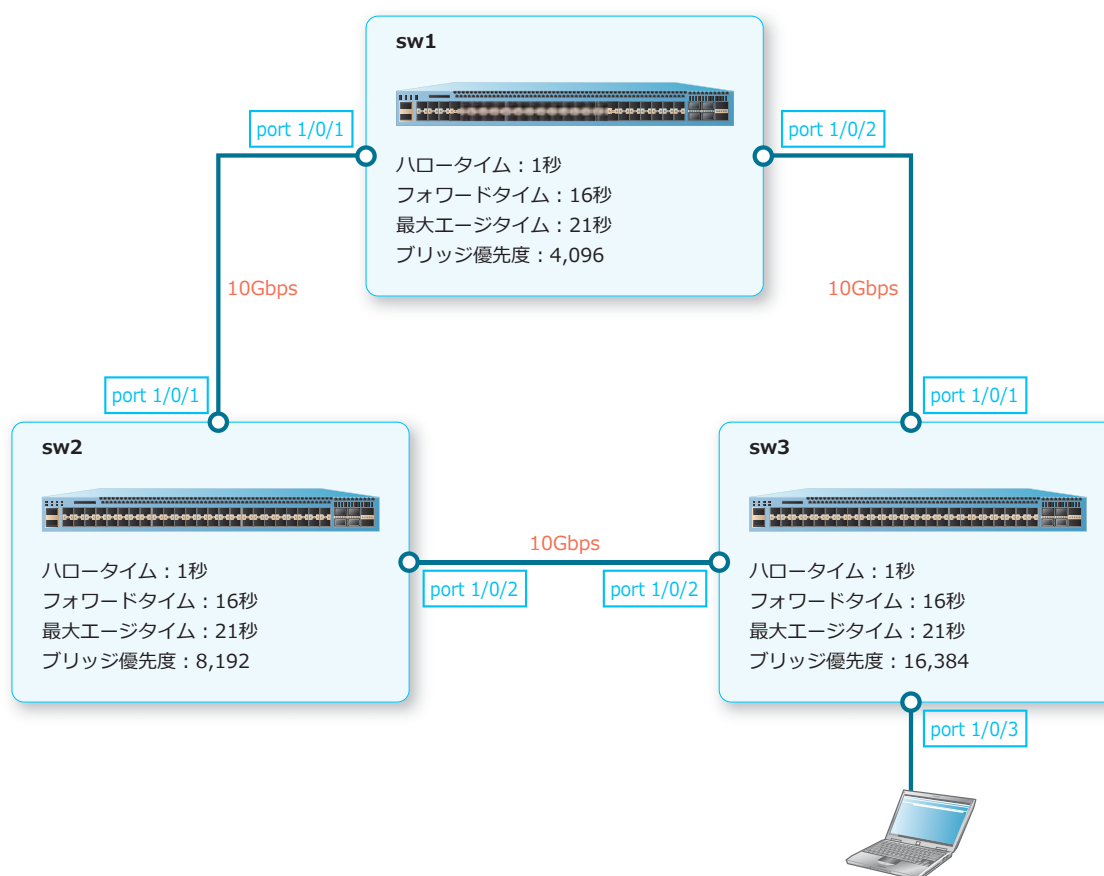 sw1
port 1/0/1
port 1/0/2
ハロータイム：1秒
フォワードタイム：16秒
最大エージタイム：21秒
ブリッジ優先度：4,096
10Gbps
10Gbps
port 1/0/1
port 1/0/1
sw2
sw3
10Gbps
ハロータイム：1秒
フォワードタイム：16秒
最大エージタイム：21秒
ブリッジ優先度：8,192
port 1/0/2
port 1/0/2
ハロータイム：1秒
フォワードタイム：16秒
最大エージタイム：21秒
ブリッジ優先度：16,384
port 1/0/3